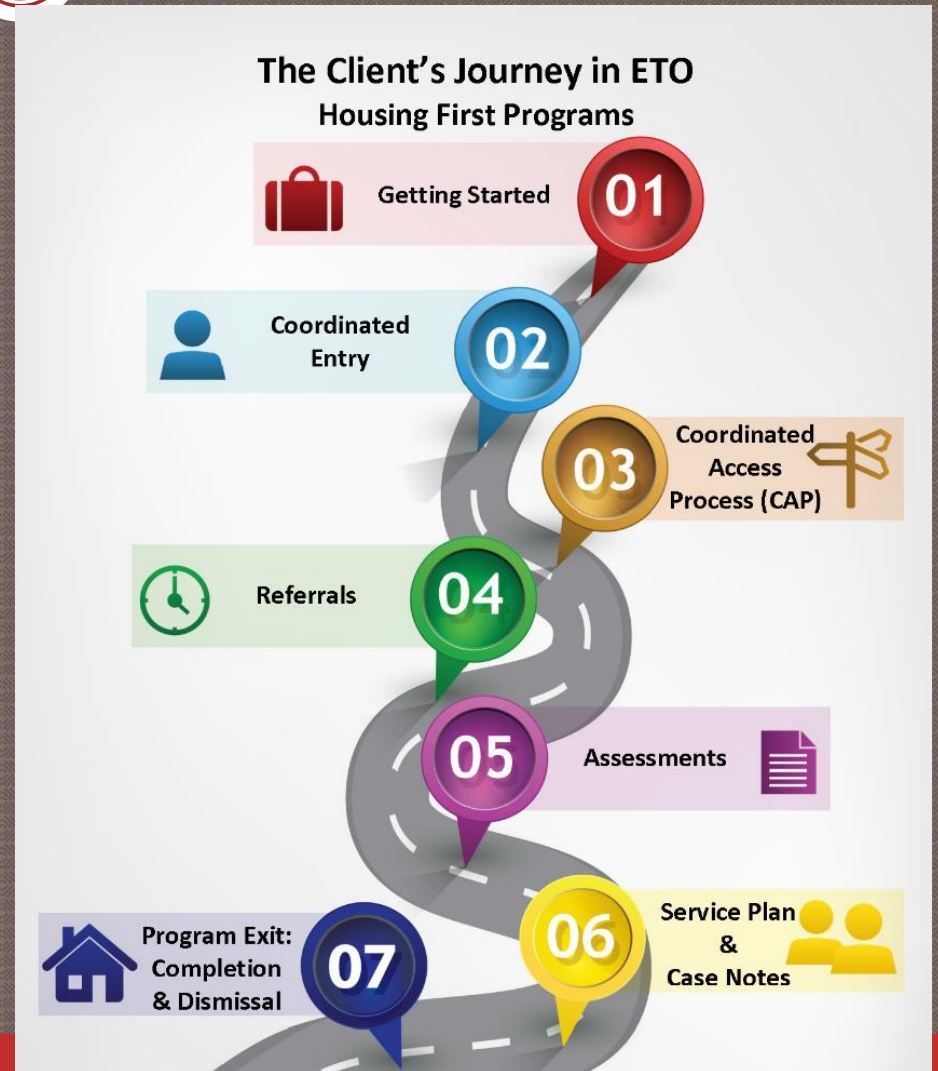 The Client's Journey in ETO
Housing First Programs
Getting Started
01
Coordinated
Entry
02
03
Coordinated
Access
Process (CAP)
Referrals
04
05
Assessments
06
Service Plan
&
Case Notes
Program Exit:
Completion
& Dismissal
07